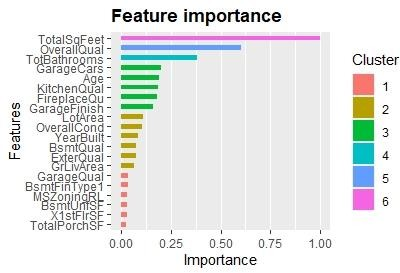 Feature importance
TotalSqFeet
OverallQual
TotBathrooms
GarageCars
Age
KitchenQual
FireplaceQu
GarageFinish
LotArea
OverallCond
YearBuilt
BsmtQual
ExterQual
GrLivArea
GarageQual
BsmtFinType1
MSZoningRL
BsmtUnfSF
X1stFlrSF
TotalPorchSF
Features
0.00 0.25 0.50 0.75 1.00
Importance
Cluster
1
2
3
4
5
6